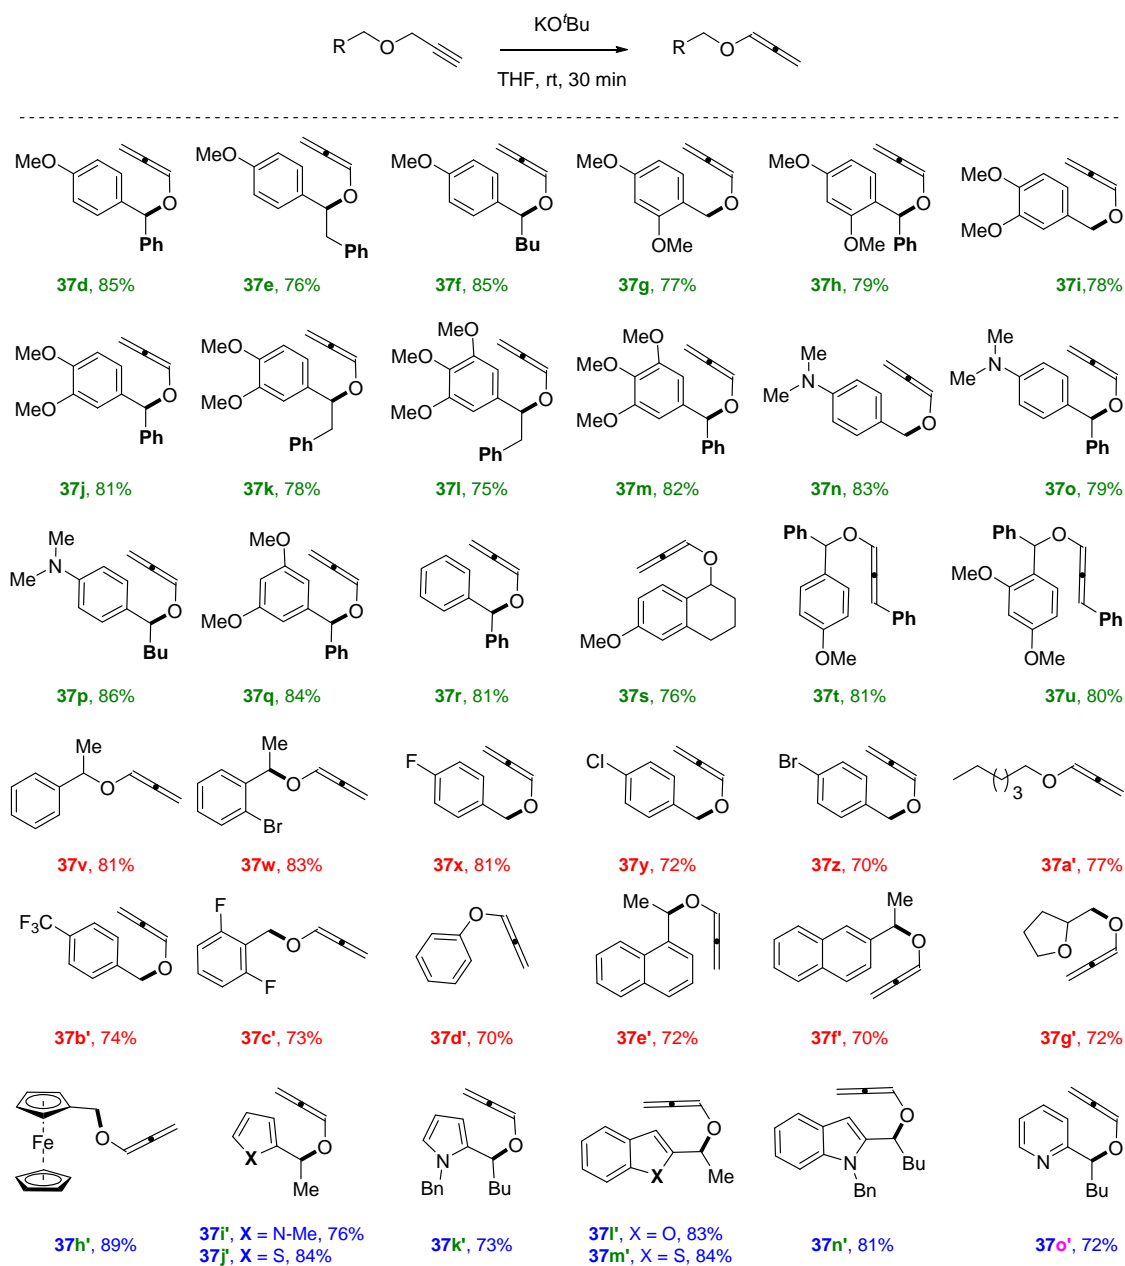 KOᵗBu
R O R O
THF, rt, 30 min
MeO O Ph
MeO O Ph
MeO O Bu
MeO O OMe
MeO O OMe Ph
MeO MeO O
37d, 85% 37e, 76% 37f, 85% 37g, 77% 37h, 79% 37i,78%
MeO MeO O Ph
MeO MeO O Ph
MeO MeO MeO O Ph
MeO MeO MeO O Ph
Me N Me O
Me N Me O Ph
37j, 81% 37k, 78% 37l, 75% 37m, 82% 37n, 83% 37o, 79%
Me N Me O Bu
MeO MeO O Ph
O Ph
O MeO
Ph O Ph OMe
Ph O MeO Ph OMe
37p, 86% 37q, 84% 37r, 81% 37s, 76% 37t, 81% 37u, 80%
Me O
Me O Br
F O
Cl O
Br O
( )3 O
37v, 81% 37w, 83% 37x, 81% 37y, 72% 37z, 70% 37a', 77%
F3C O
F O F
O
Me O
Me O
O O
37b', 74% 37c', 73% 37d', 70% 37e', 72% 37f', 70% 37g', 72%
Fe O
O X Me
O N Bn Bu
O X Me
O N Bn Bu
O N Bu
37h', 89% 37i', X = N-Me, 76% 37k', 73% 37l', X = O, 83% 37n', 81% 37o', 72%
37j', X = S, 84% 37m', X = S, 84%